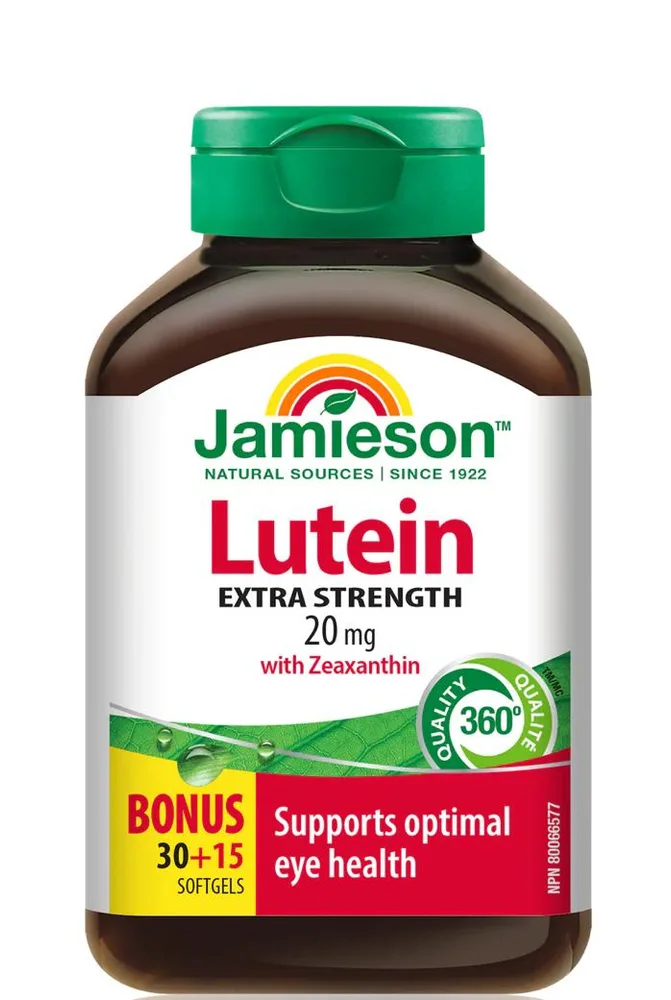 Jamieson™
NATURAL SOURCES | SINCE 1922
Lutein
EXTRA STRENGTH
20 mg
with Zeaxanthin
QUALITY 360° QUALITÉ
TM/MC
BONUS
30+15
SOFTGELS
Supports optimal
eye health
NPN 80066577